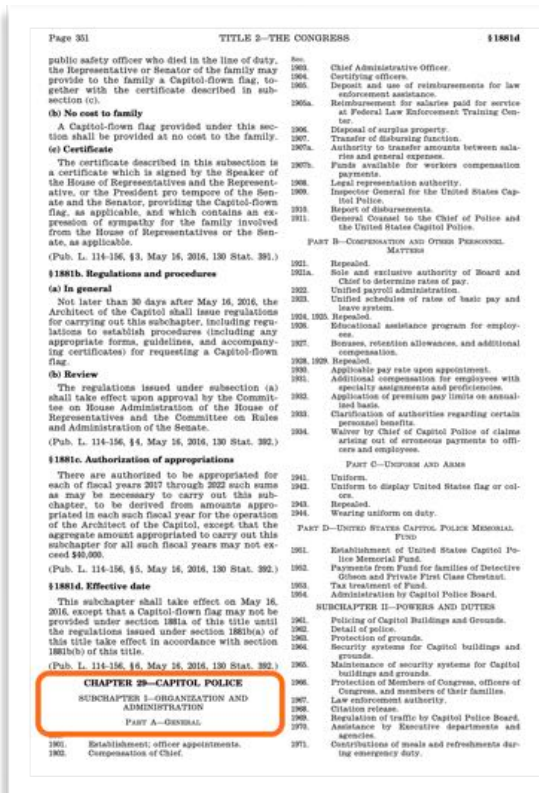 Page 351
TITLE 2—THE CONGRESS
§ 1881d
public safety officer who died in the line of duty,
the Representative or Senator of the family may
provide to the family a Capitol-flown flag, to-
gether with the certificate described in sub-
section (c).
(b) No cost to family
A Capitol-flown flag provided under this sec-
tion shall be provided at no cost to the family.
(c) Certificate
The certificate described in this subsection is
a certificate which is signed by the Speaker of
the House of Representatives and the Represent-
ative, or the President pro tempore of the Sen-
ate and the Senator, providing the Capitol-flown
flag, as applicable, and which contains an ex-
pression of sympathy for the family involved
from the House of Representatives or the Sen-
ate, as applicable.
(Pub. L. 114–156, § 3, May 16, 2016, 130 Stat. 391.)
§ 1881b. Regulations and procedures
(a) In general
Not later than 30 days after May 16, 2016, the
Architect of the Capitol shall issue regulations
for carrying out this subchapter, including regu-
lations to establish procedures (including any
appropriate forms, guidelines, and accompany-
ing certificates) for requesting a Capitol-flown
flag.
(b) Review
The regulations issued under subsection (a)
shall take effect upon approval by the Commit-
tee on House Administration of the House of
Representatives and the Committee on Rules
and Administration of the Senate.
(Pub. L. 114–156, § 4, May 16, 2016, 130 Stat. 392.)
§ 1881c. Authorization of appropriations
There are authorized to be appropriated for
each of fiscal years 2017 through 2022 such sums
as may be necessary to carry out this sub-
chapter, to be derived from amounts appro-
priated in each such fiscal year for the operation
of the Architect of the Capitol, except that the
aggregate amount appropriated to carry out this
subchapter for all such fiscal years may not ex-
ceed $40,000.
(Pub. L. 114–156, § 5, May 16, 2016, 130 Stat. 392.)
§ 1881d. Effective date
This subchapter shall take effect on May 16,
2016, except that a Capitol-flown flag may not be
provided under section 1881a of this title until
the regulations issued under section 1881b(a) of
this title take effect in accordance with section
1881b(b) of this title.
(Pub. L. 114–156, § 6, May 16, 2016, 130 Stat. 392.)
CHAPTER 29—CAPITOL POLICE
SUBCHAPTER I—ORGANIZATION AND
ADMINISTRATION
PART A—GENERAL
1901. Establishment; officer appointments.
1902. Compensation of Chief.
Sec.
1903. Chief Administrative Officer.
1904. Certifying officers.
1905. Deposit and use of reimbursements for law
enforcement assistance.
1905a. Reimbursement for salaries paid for service
at Federal Law Enforcement Training Cen-
ter.
1906. Disposal of surplus property.
1907. Transfer of disbursing function.
1907a. Authority to transfer amounts between sala-
ries and general expenses.
1907b. Funds available for workers compensation
payments.
1908. Legal representation authority.
1909. Inspector General for the United States Cap-
itol Police.
1910. Report of disbursements.
1911. General Counsel to the Chief of Police and
the United States Capitol Police.
PART B—COMPENSATION AND OTHER PERSONNEL
MATTERS
1921. Repealed.
1921a. Sole and exclusive authority of Board and
Chief to determine rates of pay.
1922. Unified payroll administration.
1923. Unified schedules of rates of basic pay and
leave system.
1924, 1925. Repealed.
1926. Educational assistance program for employ-
ees.
1927. Bonuses, retention allowances, and additional
compensation.
1928, 1929. Repealed.
1930. Applicable pay rate upon appointment.
1931. Additional compensation for employees with
specialty assignments and proficiencies.
1932. Application of premium pay limits on annual-
ized basis.
1933. Clarification of authorities regarding certain
personnel benefits.
1934. Waiver by Chief of Capitol Police of claims
arising out of erroneous payments to offi-
cers and employees.
PART C—UNIFORM AND ARMS
1941. Uniform.
1942. Uniform to display United States flag or col-
ors.
1943. Repealed.
1944. Wearing uniform on duty.
PART D—UNITED STATES CAPITOL POLICE MEMORIAL
FUND
1951. Establishment of United States Capitol Po-
lice Memorial Fund.
1952. Payments from Fund for families of Detective
Gibson and Private First Class Chestnut.
1953. Tax treatment of Fund.
1954. Administration by Capitol Police Board.
SUBCHAPTER II—POWERS AND DUTIES
1961. Policing of Capitol Buildings and Grounds.
1962. Detail of police.
1963. Protection of grounds.
1964. Security systems for Capitol buildings and
grounds.
1965. Maintenance of security systems for Capitol
buildings and grounds.
1966. Protection of Members of Congress, officers of
Congress, and members of their families.
1967. Law enforcement authority.
1968. Citation release.
1969. Regulation of traffic by Capitol Police Board.
1970. Assistance by Executive departments and
agencies.
1971. Contributions of meals and refreshments dur-
ing emergency duty.